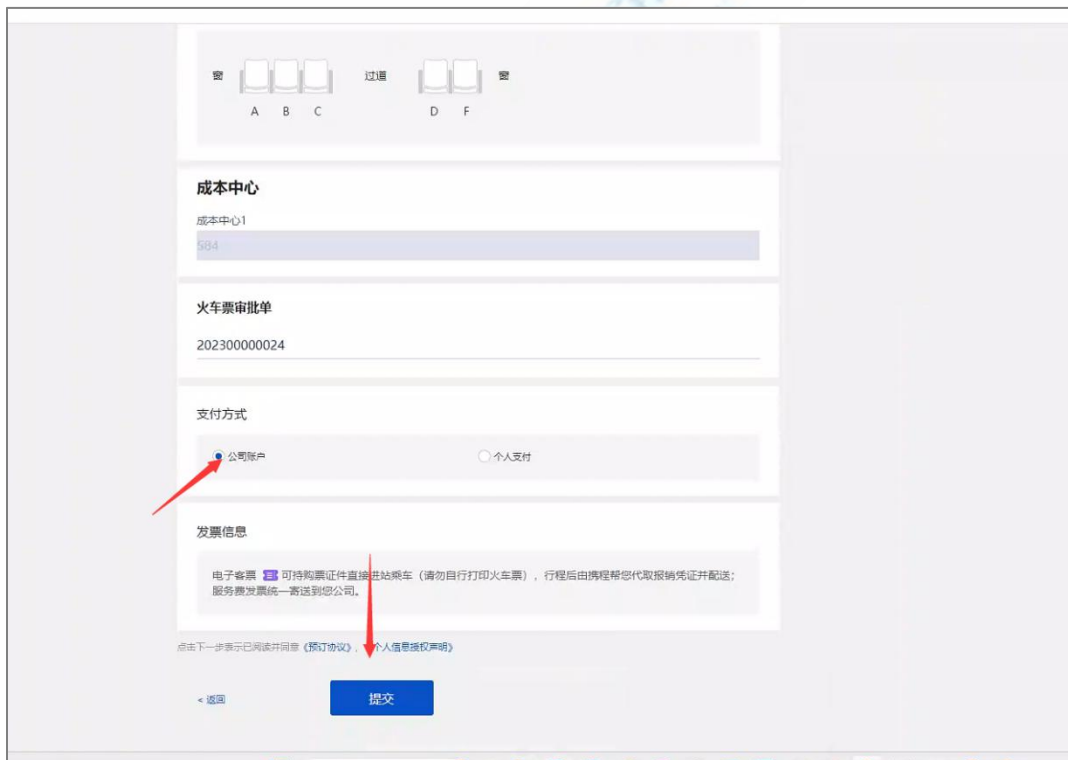 窗 过道 窗
A B C D F
成本中心
成本中心1
584
火车票审批单
202300000024
支付方式
公司账户 个人支付
发票信息
电子客票 可持购票证件直接进站乘车（请勿自行打印火车票），行程后由携程帮您代取报销凭证并配送；
服务费发票统一寄送到您公司。
点击下一步表示已阅读并同意《预订协议》，个人信息授权声明》
< 返回 提交